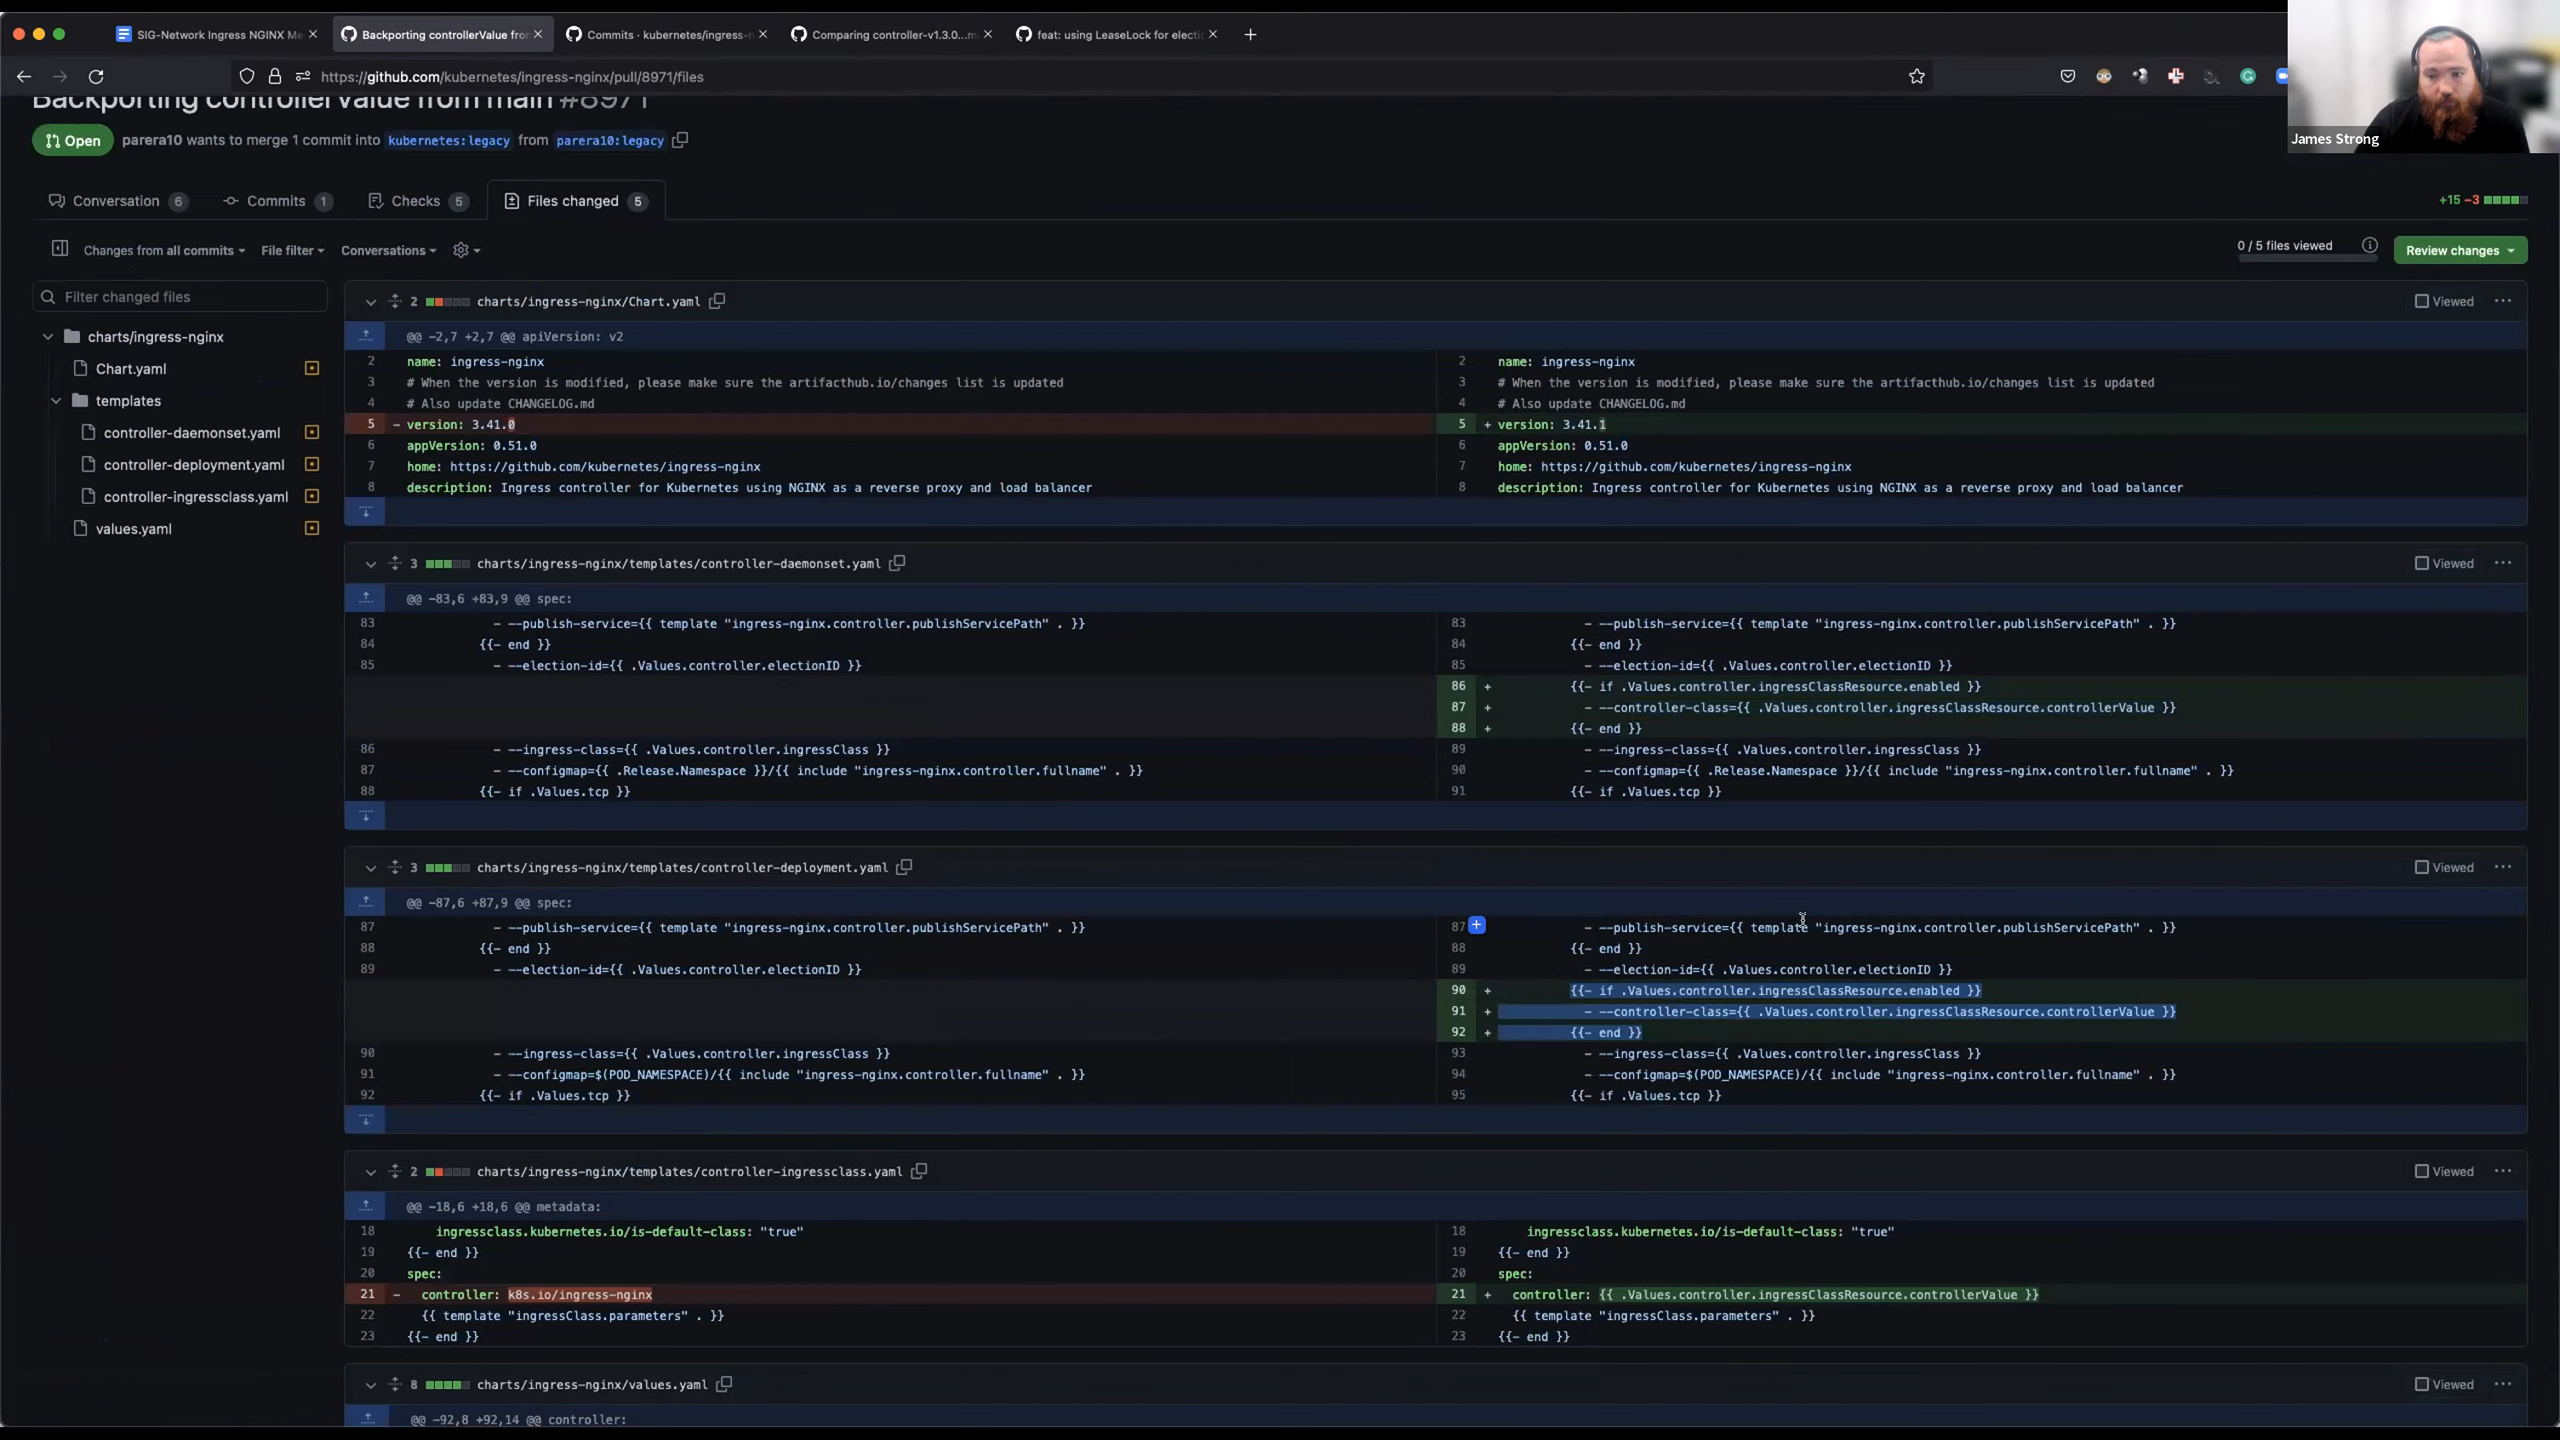 SIG-Network Ingress NGINX Me
Backporting controllerValue fro
Commits · kubernetes/ingress-n
Comparing controller-v1.3.0...m
feat: using LeaseLock for electi
https://github.com/kubernetes/ingress-nginx/pull/8971/files
James Strong
Backporting controllerValue from main #8971
Open
parera10 wants to merge 1 commit into kubernetes:legacy from parera10:legacy
Conversation 6
Commits 1
Checks 5
Files changed 5
+15 −3
Changes from all commits
File filter
Conversations
0 / 5 files viewed
Review changes
Filter changed files
charts/ingress-nginx
Chart.yaml
templates
controller-daemonset.yaml
controller-deployment.yaml
controller-ingressclass.yaml
values.yaml
2 charts/ingress-nginx/Chart.yaml
Viewed
@@ -2,7 +2,7 @@ apiVersion: v2
2 name: ingress-nginx
3 # When the version is modified, please make sure the artifacthub.io/changes list is updated
4 # Also update CHANGELOG.md
5 - version: 3.41.0
6 appVersion: 0.51.0
7 home: https://github.com/kubernetes/ingress-nginx
8 description: Ingress controller for Kubernetes using NGINX as a reverse proxy and load balancer
2 name: ingress-nginx
3 # When the version is modified, please make sure the artifacthub.io/changes list is updated
4 # Also update CHANGELOG.md
5 + version: 3.41.1
6 appVersion: 0.51.0
7 home: https://github.com/kubernetes/ingress-nginx
8 description: Ingress controller for Kubernetes using NGINX as a reverse proxy and load balancer
3 charts/ingress-nginx/templates/controller-daemonset.yaml
Viewed
@@ -83,6 +83,9 @@ spec:
83 - --publish-service={{ template "ingress-nginx.controller.publishServicePath" . }}
84 {{- end }}
85 - --election-id={{ .Values.controller.electionID }}
86 - --ingress-class={{ .Values.controller.ingressClass }}
87 - --configmap={{ .Release.Namespace }}/{{ include "ingress-nginx.controller.fullname" . }}
88 {{- if .Values.tcp }}
83 - --publish-service={{ template "ingress-nginx.controller.publishServicePath" . }}
84 {{- end }}
85 - --election-id={{ .Values.controller.electionID }}
86 + {{- if .Values.controller.ingressClassResource.enabled }}
87 + - --controller-class={{ .Values.controller.ingressClassResource.controllerValue }}
88 + {{- end }}
89 - --ingress-class={{ .Values.controller.ingressClass }}
90 - --configmap={{ .Release.Namespace }}/{{ include "ingress-nginx.controller.fullname" . }}
91 {{- if .Values.tcp }}
3 charts/ingress-nginx/templates/controller-deployment.yaml
Viewed
@@ -87,6 +87,9 @@ spec:
87 - --publish-service={{ template "ingress-nginx.controller.publishServicePath" . }}
88 {{- end }}
89 - --election-id={{ .Values.controller.electionID }}
90 - --ingress-class={{ .Values.controller.ingressClass }}
91 - --configmap=$(POD_NAMESPACE)/{{ include "ingress-nginx.controller.fullname" . }}
92 {{- if .Values.tcp }}
87 - --publish-service={{ template "ingress-nginx.controller.publishServicePath" . }}
88 {{- end }}
89 - --election-id={{ .Values.controller.electionID }}
90 + {{- if .Values.controller.ingressClassResource.enabled }}
91 + - --controller-class={{ .Values.controller.ingressClassResource.controllerValue }}
92 + {{- end }}
93 - --ingress-class={{ .Values.controller.ingressClass }}
94 - --configmap=$(POD_NAMESPACE)/{{ include "ingress-nginx.controller.fullname" . }}
95 {{- if .Values.tcp }}
2 charts/ingress-nginx/templates/controller-ingressclass.yaml
Viewed
@@ -18,6 +18,6 @@ metadata:
18 ingressclass.kubernetes.io/is-default-class: "true"
19 {{- end }}
20 spec:
21 - controller: k8s.io/ingress-nginx
22 {{ template "ingressClass.parameters" . }}
23 {{- end }}
18 ingressclass.kubernetes.io/is-default-class: "true"
19 {{- end }}
20 spec:
21 + controller: {{ .Values.controller.ingressClassResource.controllerValue }}
22 {{ template "ingressClass.parameters" . }}
23 {{- end }}
8 charts/ingress-nginx/values.yaml
Viewed
@@ -92,8 +92,14 @@ controller: